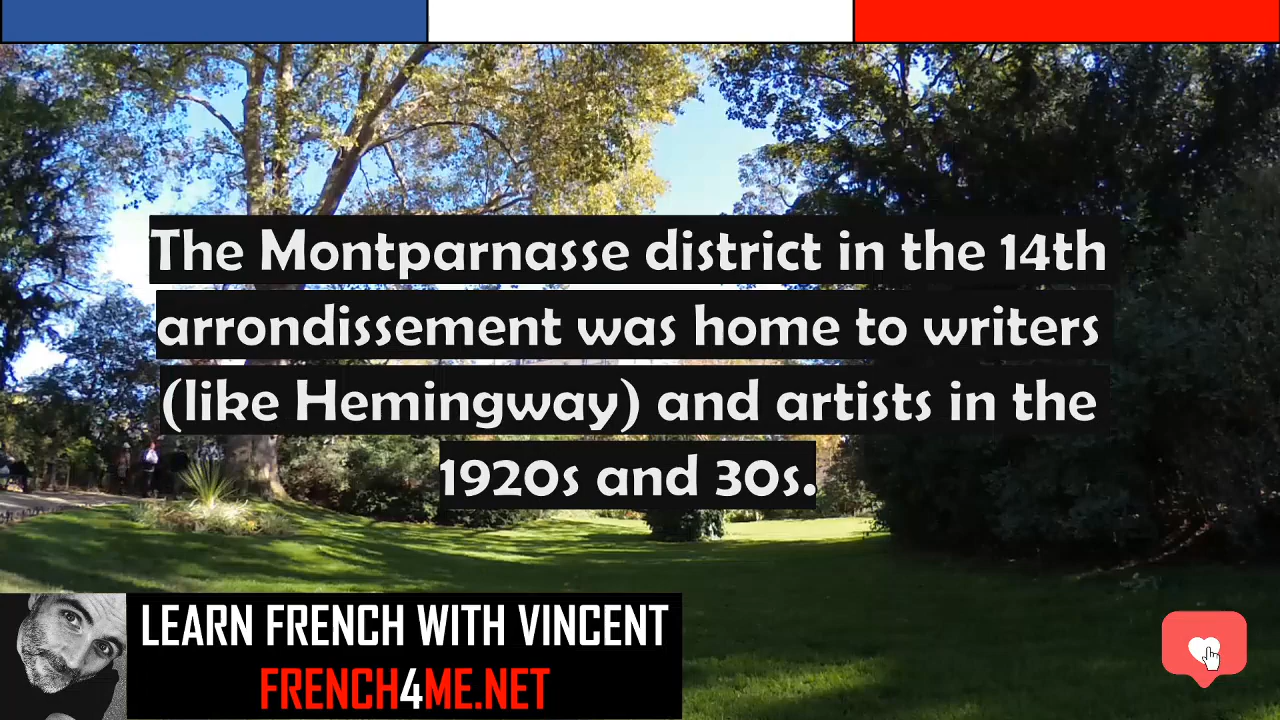 The Montparnasse district in the 14th
arrondissement was home to writers
(like Hemingway) and artists in the
1920s and 30s.
LEARN FRENCH WITH VINCENT
FRENCH4ME.NET